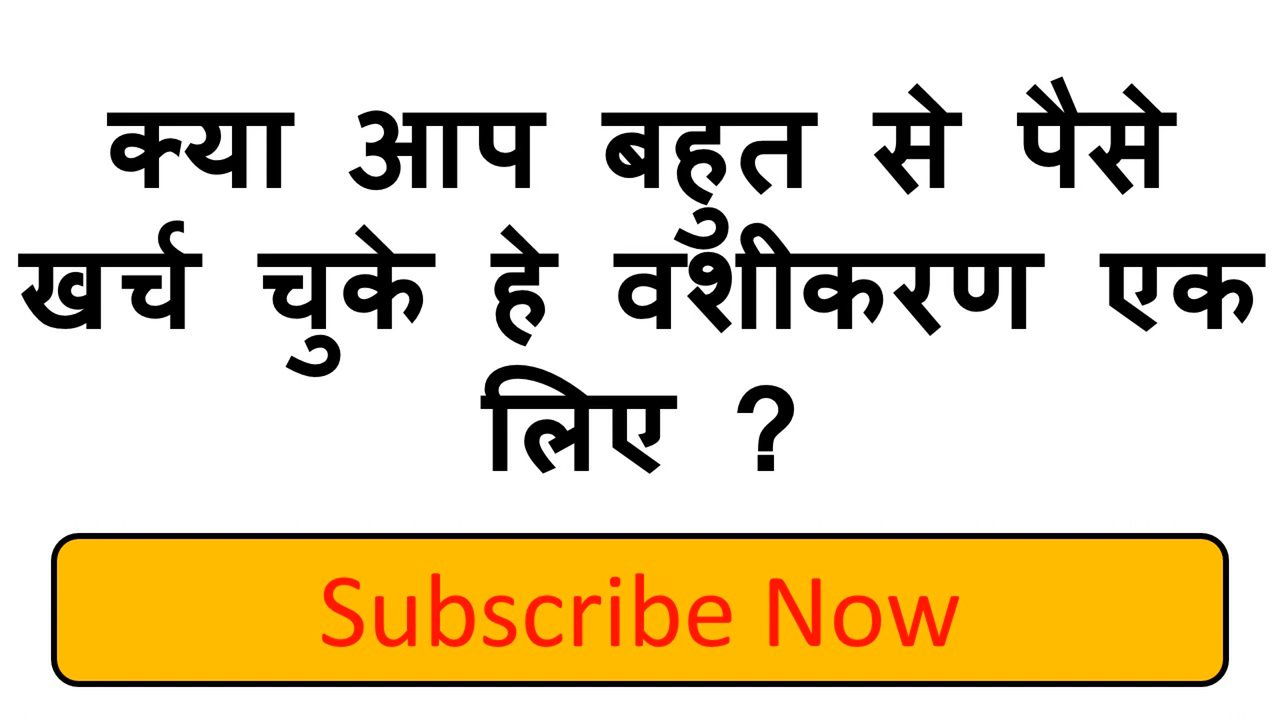 क्या आप बहुत से पैसे
खर्च चुके हे वशीकरण एक
लिए ?
Subscribe Now